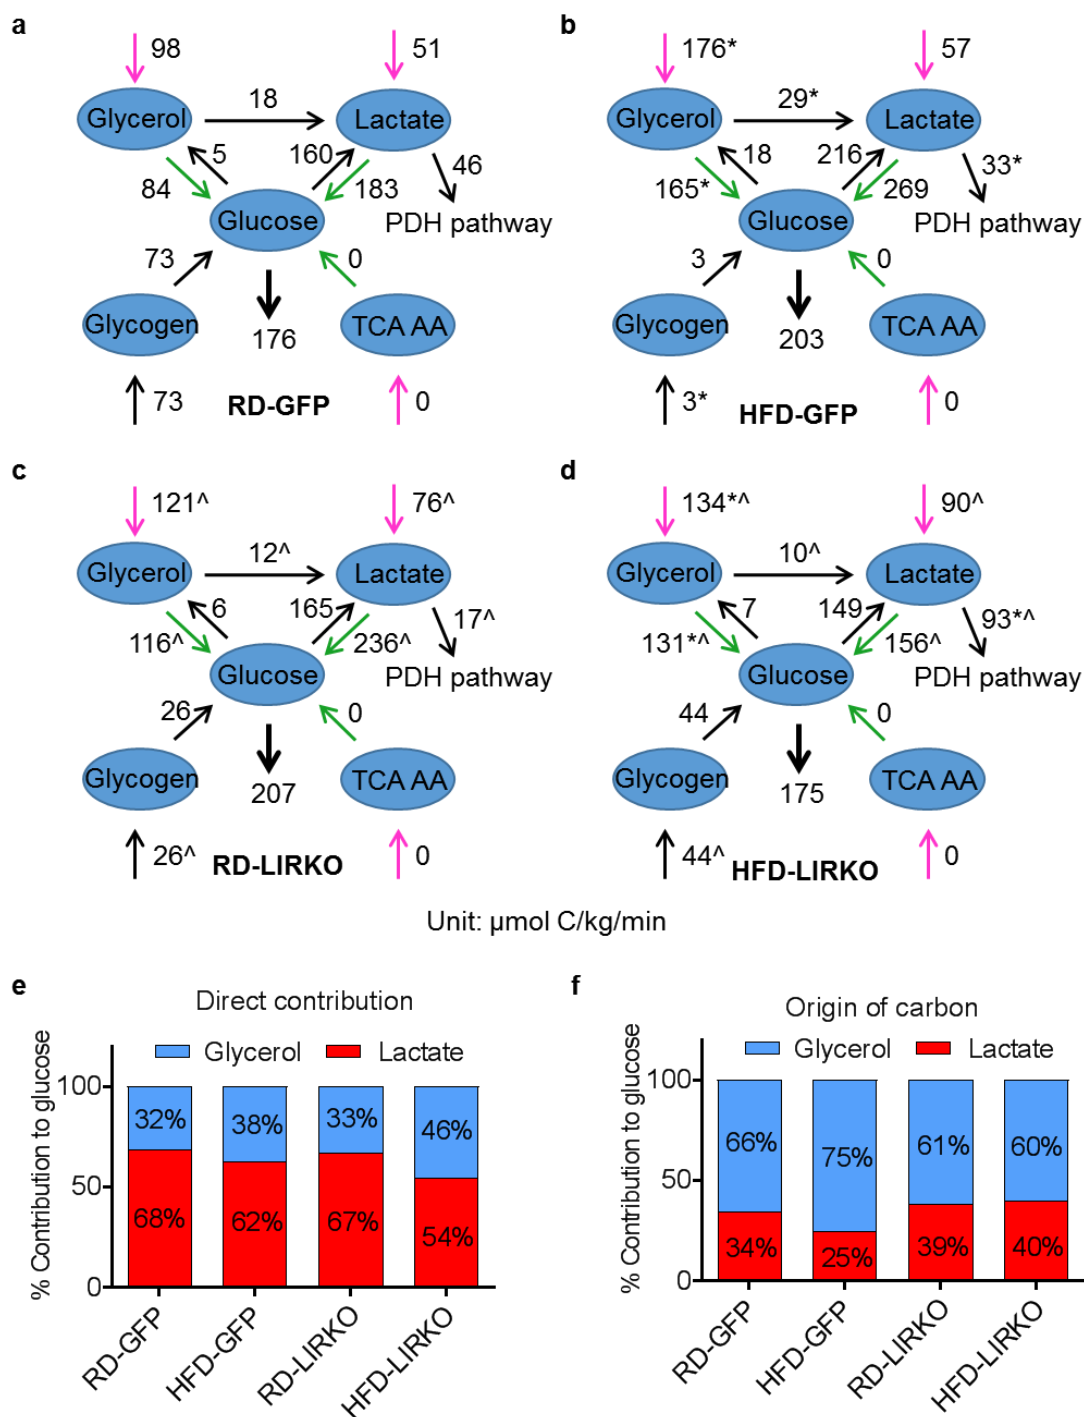 a
98
51
18
Glycerol
Lactate
5
160
46
84
183
Glucose
PDH pathway
73
0
Glycogen
TCA AA
176
73
RD-GFP
0
b
176*
57
29*
Glycerol
Lactate
18
216
33*
165*
269
Glucose
PDH pathway
3
0
Glycogen
TCA AA
203
3*
HFD-GFP
0
c
121^
76^
12^
Glycerol
Lactate
6
165
17^
116^
236^
Glucose
PDH pathway
26
0
Glycogen
TCA AA
207
26^
RD-LIRKO
0
d
134*^
90^
10^
Glycerol
Lactate
7
149
93*^
131*^
156^
Glucose
PDH pathway
44
0
Glycogen
TCA AA
175
44^
HFD-LIRKO
0
Unit: µmol C/kg/min
e
Direct contribution
Glycerol Lactate
% Contribution to glucose
100
50
0
32% 38% 33% 46%
68% 62% 67% 54%
RD-GFP
HFD-GFP
RD-LIRKO
HFD-LIRKO
f
Origin of carbon
Glycerol Lactate
% Contribution to glucose
100
50
0
66% 75% 61% 60%
34% 25% 39% 40%
RD-GFP
HFD-GFP
RD-LIRKO
HFD-LIRKO